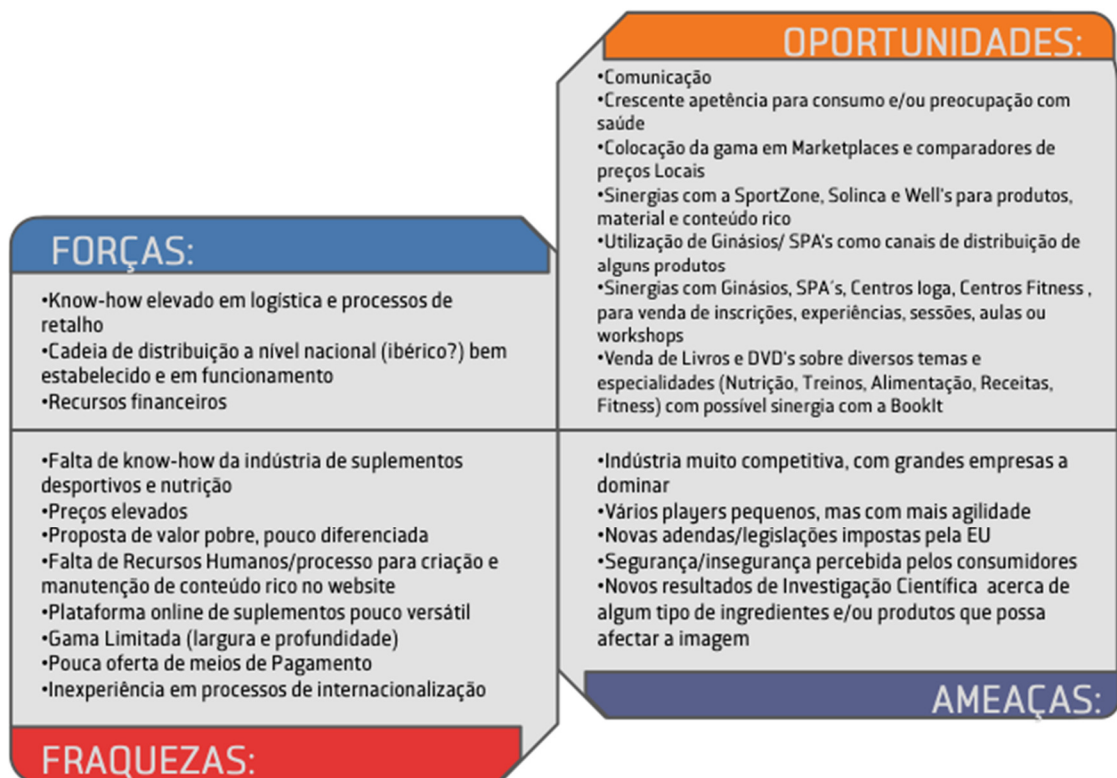 OPORTUNIDADES:
•Comunicação
•Crescente apetência para consumo e/ou preocupação com
saúde
•Colocação da gama em Marketplaces e comparadores de
preços Locais
•Sinergias com a SportZone, Solinca e Well's para produtos,
material e conteúdo rico
•Utilização de Ginásios/ SPA's como canais de distribuição de
alguns produtos
•Sinergias com Ginásios, SPA´s, Centros Ioga, Centros Fitness ,
para venda de inscrições, experiências, sessões, aulas ou
workshops
•Venda de Livros e DVD's sobre diversos temas e
especialidades (Nutrição, Treinos, Alimentação, Receitas,
Fitness) com possível sinergia com a BookIt
FORÇAS:
•Know-how elevado em logística e processos de
retalho
•Cadeia de distribuição a nível nacional (ibérico?) bem
estabelecido e em funcionamento
•Recursos financeiros
•Falta de know-how da indústria de suplementos
desportivos e nutrição
•Preços elevados
•Proposta de valor pobre, pouco diferenciada
•Falta de Recursos Humanos/processo para criação e
manutenção de conteúdo rico no website
•Plataforma online de suplementos pouco versátil
•Gama Limitada (largura e profundidade)
•Pouca oferta de meios de Pagamento
•Inexperiência em processos de internacionalização
FRAQUEZAS:
•Indústria muito competitiva, com grandes empresas a
dominar
•Vários players pequenos, mas com mais agilidade
•Novas adendas/legislações impostas pela EU
•Segurança/insegurança percebida pelos consumidores
•Novos resultados de Investigação Científica  acerca de
algum tipo de ingredientes e/ou produtos que possa
afectar a imagem
AMEAÇAS: